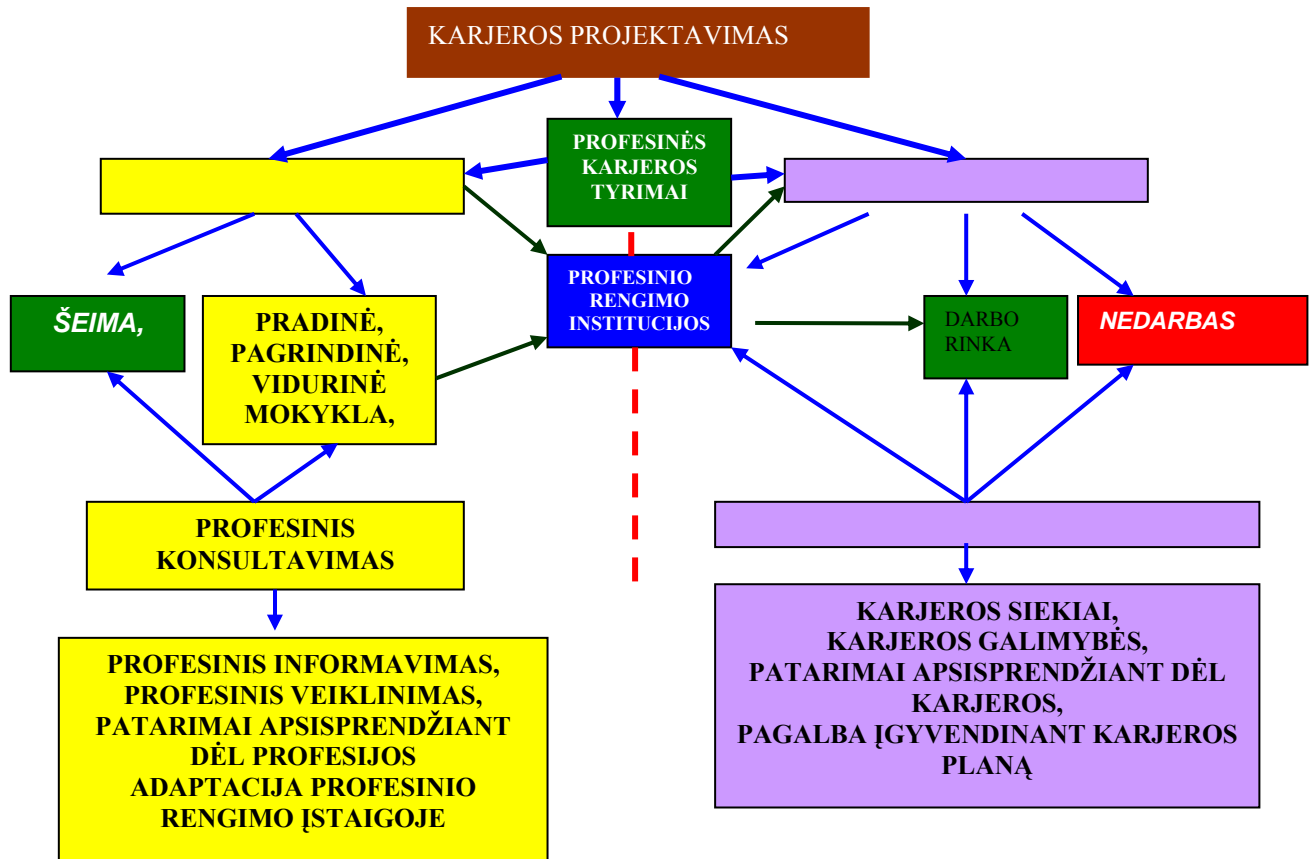 KARJEROS PROJEKTAVIMAS
PROFESINĖS
KARJEROS
TYRIMAI
PROFESINIO
RENGIMO
INSTITUCIJOS
ŠEIMA,
PRADINĖ,
PAGRINDINĖ,
VIDURINĖ
MOKYKLA,
DARBO
RINKA
NEDARBAS
PROFESINIS
KONSULTAVIMAS
PROFESINIS INFORMAVIMAS,
PROFESINIS VEIKLINIMAS,
PATARIMAI APSISPRENDŽIANT
DĖL PROFESIJOS
ADAPTACIJA PROFESINIO
RENGIMO ĮSTAIGOJE
KARJEROS SIEKIAI,
KARJEROS GALIMYBĖS,
PATARIMAI APSISPRENDŽIANT DĖL
KARJEROS,
PAGALBA ĮGYVENDINANT KARJEROS
PLANĄ